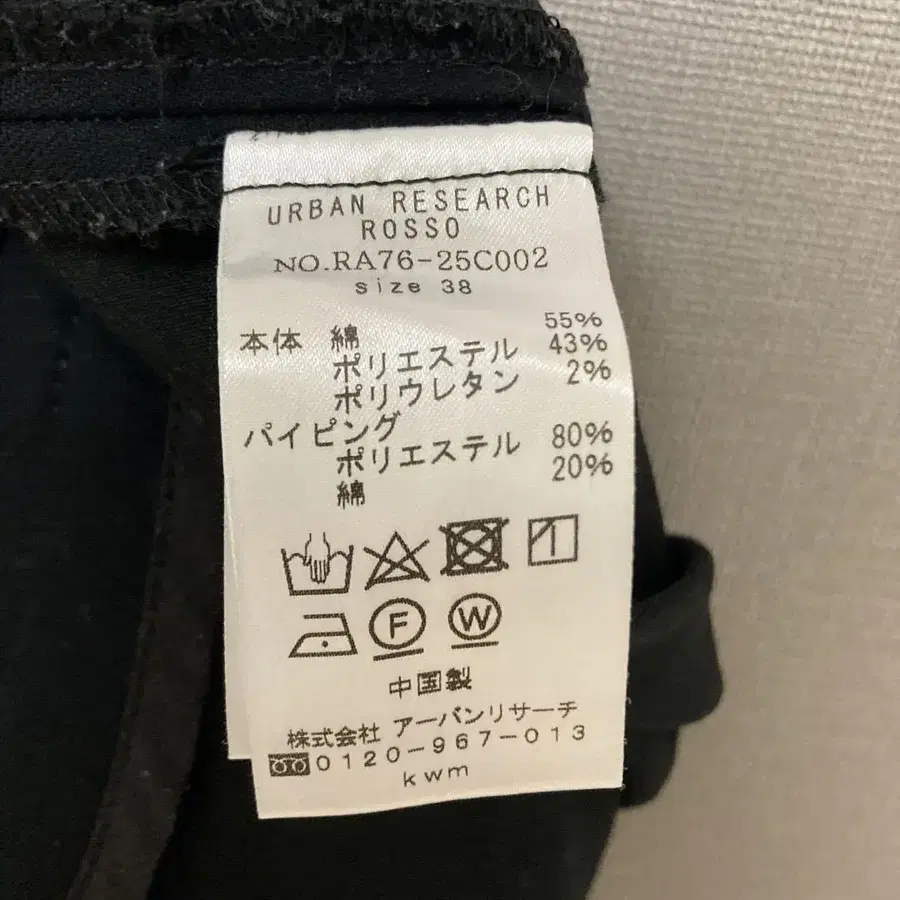 URBAN RESEARCH
ROSSO
NO.RA76-25C002
size 38
本体 綿 55%
ポリエステル 43%
ポリウレタン 2%
パイピング
ポリエステル 80%
綿 20%
F W
中国製
株式会社 アーバンリサーチ
0120-967-013
kwm